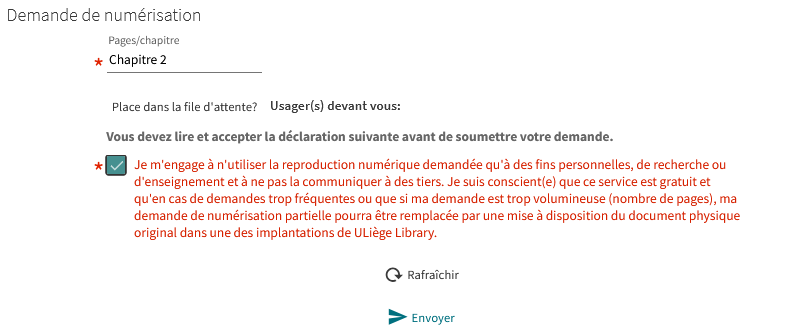 Demande de numérisation
Pages/chapitre
* Chapitre 2
Place dans la file d'attente? Usager(s) devant vous:
Vous devez lire et accepter la déclaration suivante avant de soumettre votre demande.
* Je m'engage à n'utiliser la reproduction numérique demandée qu'à des fins personnelles, de recherche ou
d'enseignement et à ne pas la communiquer à des tiers. Je suis conscient(e) que ce service est gratuit et
qu'en cas de demandes trop fréquentes ou que si ma demande est trop volumineuse (nombre de pages), ma
demande de numérisation partielle pourra être remplacée par une mise à disposition du document physique
original dans une des implantations de ULiège Library.
Rafraîchir
Envoyer